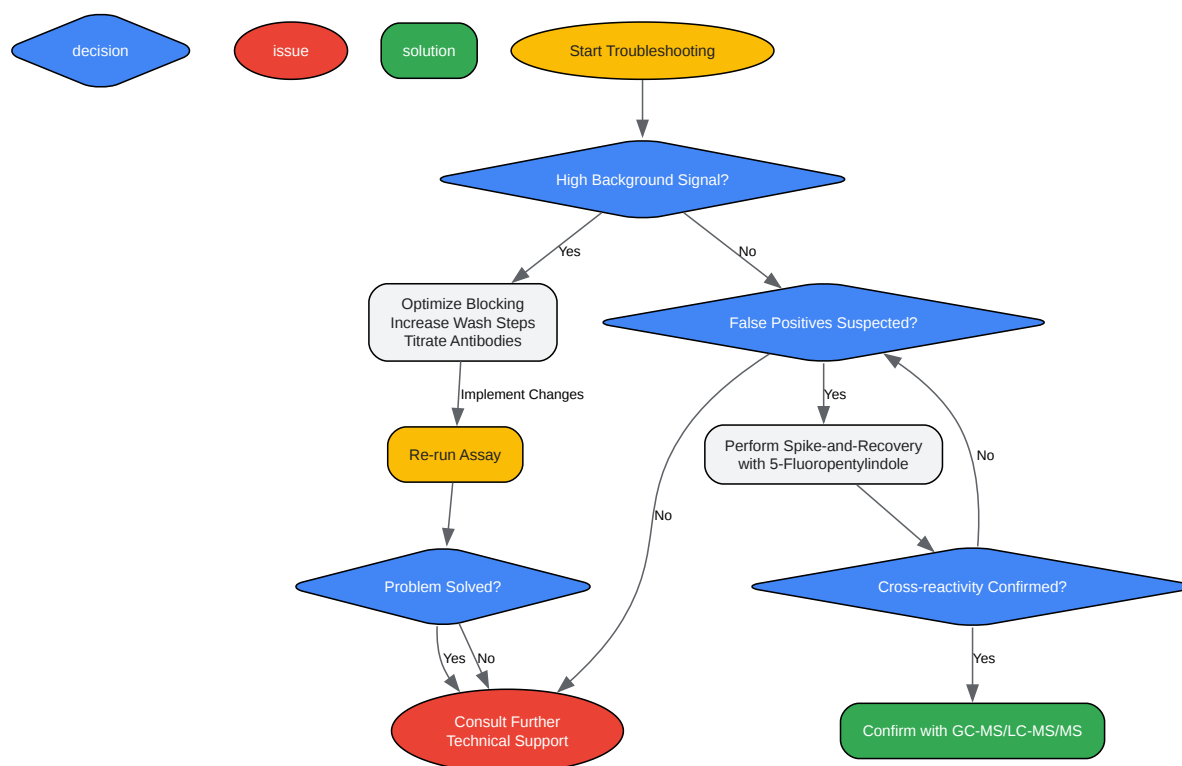 decision
issue
solution
Start Troubleshooting
High Background Signal?
Yes
No
Optimize Blocking
Increase Wash Steps
Titrate Antibodies
False Positives Suspected?
Implement Changes
Yes
Re-run Assay
Perform Spike-and-Recovery
with 5-Fluoropentylindole
No
No
Problem Solved?
Cross-reactivity Confirmed?
Yes
No
Yes
Consult Further
Technical Support
Confirm with GC-MS/LC-MS/MS